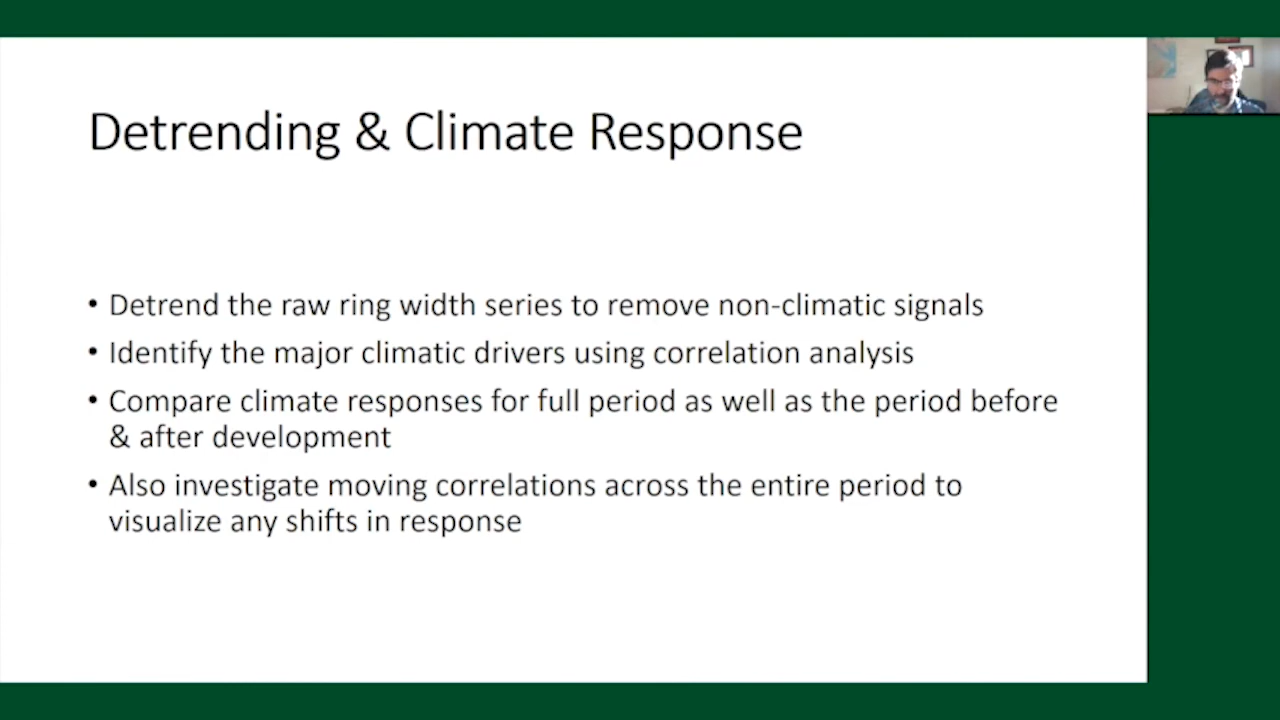 Detrending & Climate Response
• Detrend the raw ring width series to remove non-climatic signals
• Identify the major climatic drivers using correlation analysis
• Compare climate responses for full period as well as the period before
& after development
• Also investigate moving correlations across the entire period to
visualize any shifts in response